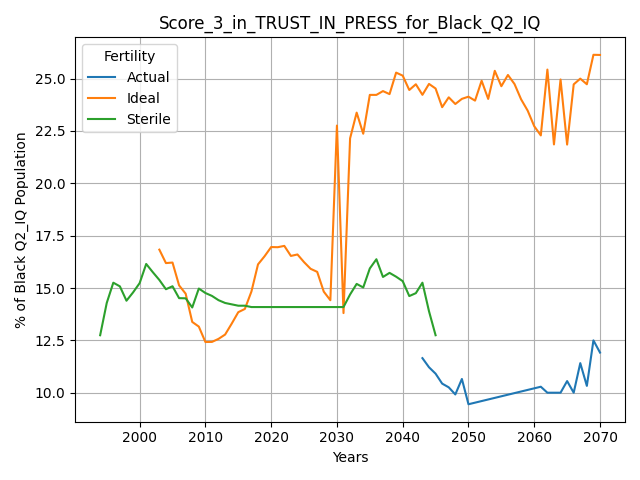 Score_3_in_TRUST_IN_PRESS_for_Black_Q2_IQ
Fertility
Actual
Ideal
Sterile
% of Black Q2_IQ Population
25.0
22.5
20.0
17.5
15.0
12.5
10.0
2000
2010
2020
2030
2040
2050
2060
2070
Years